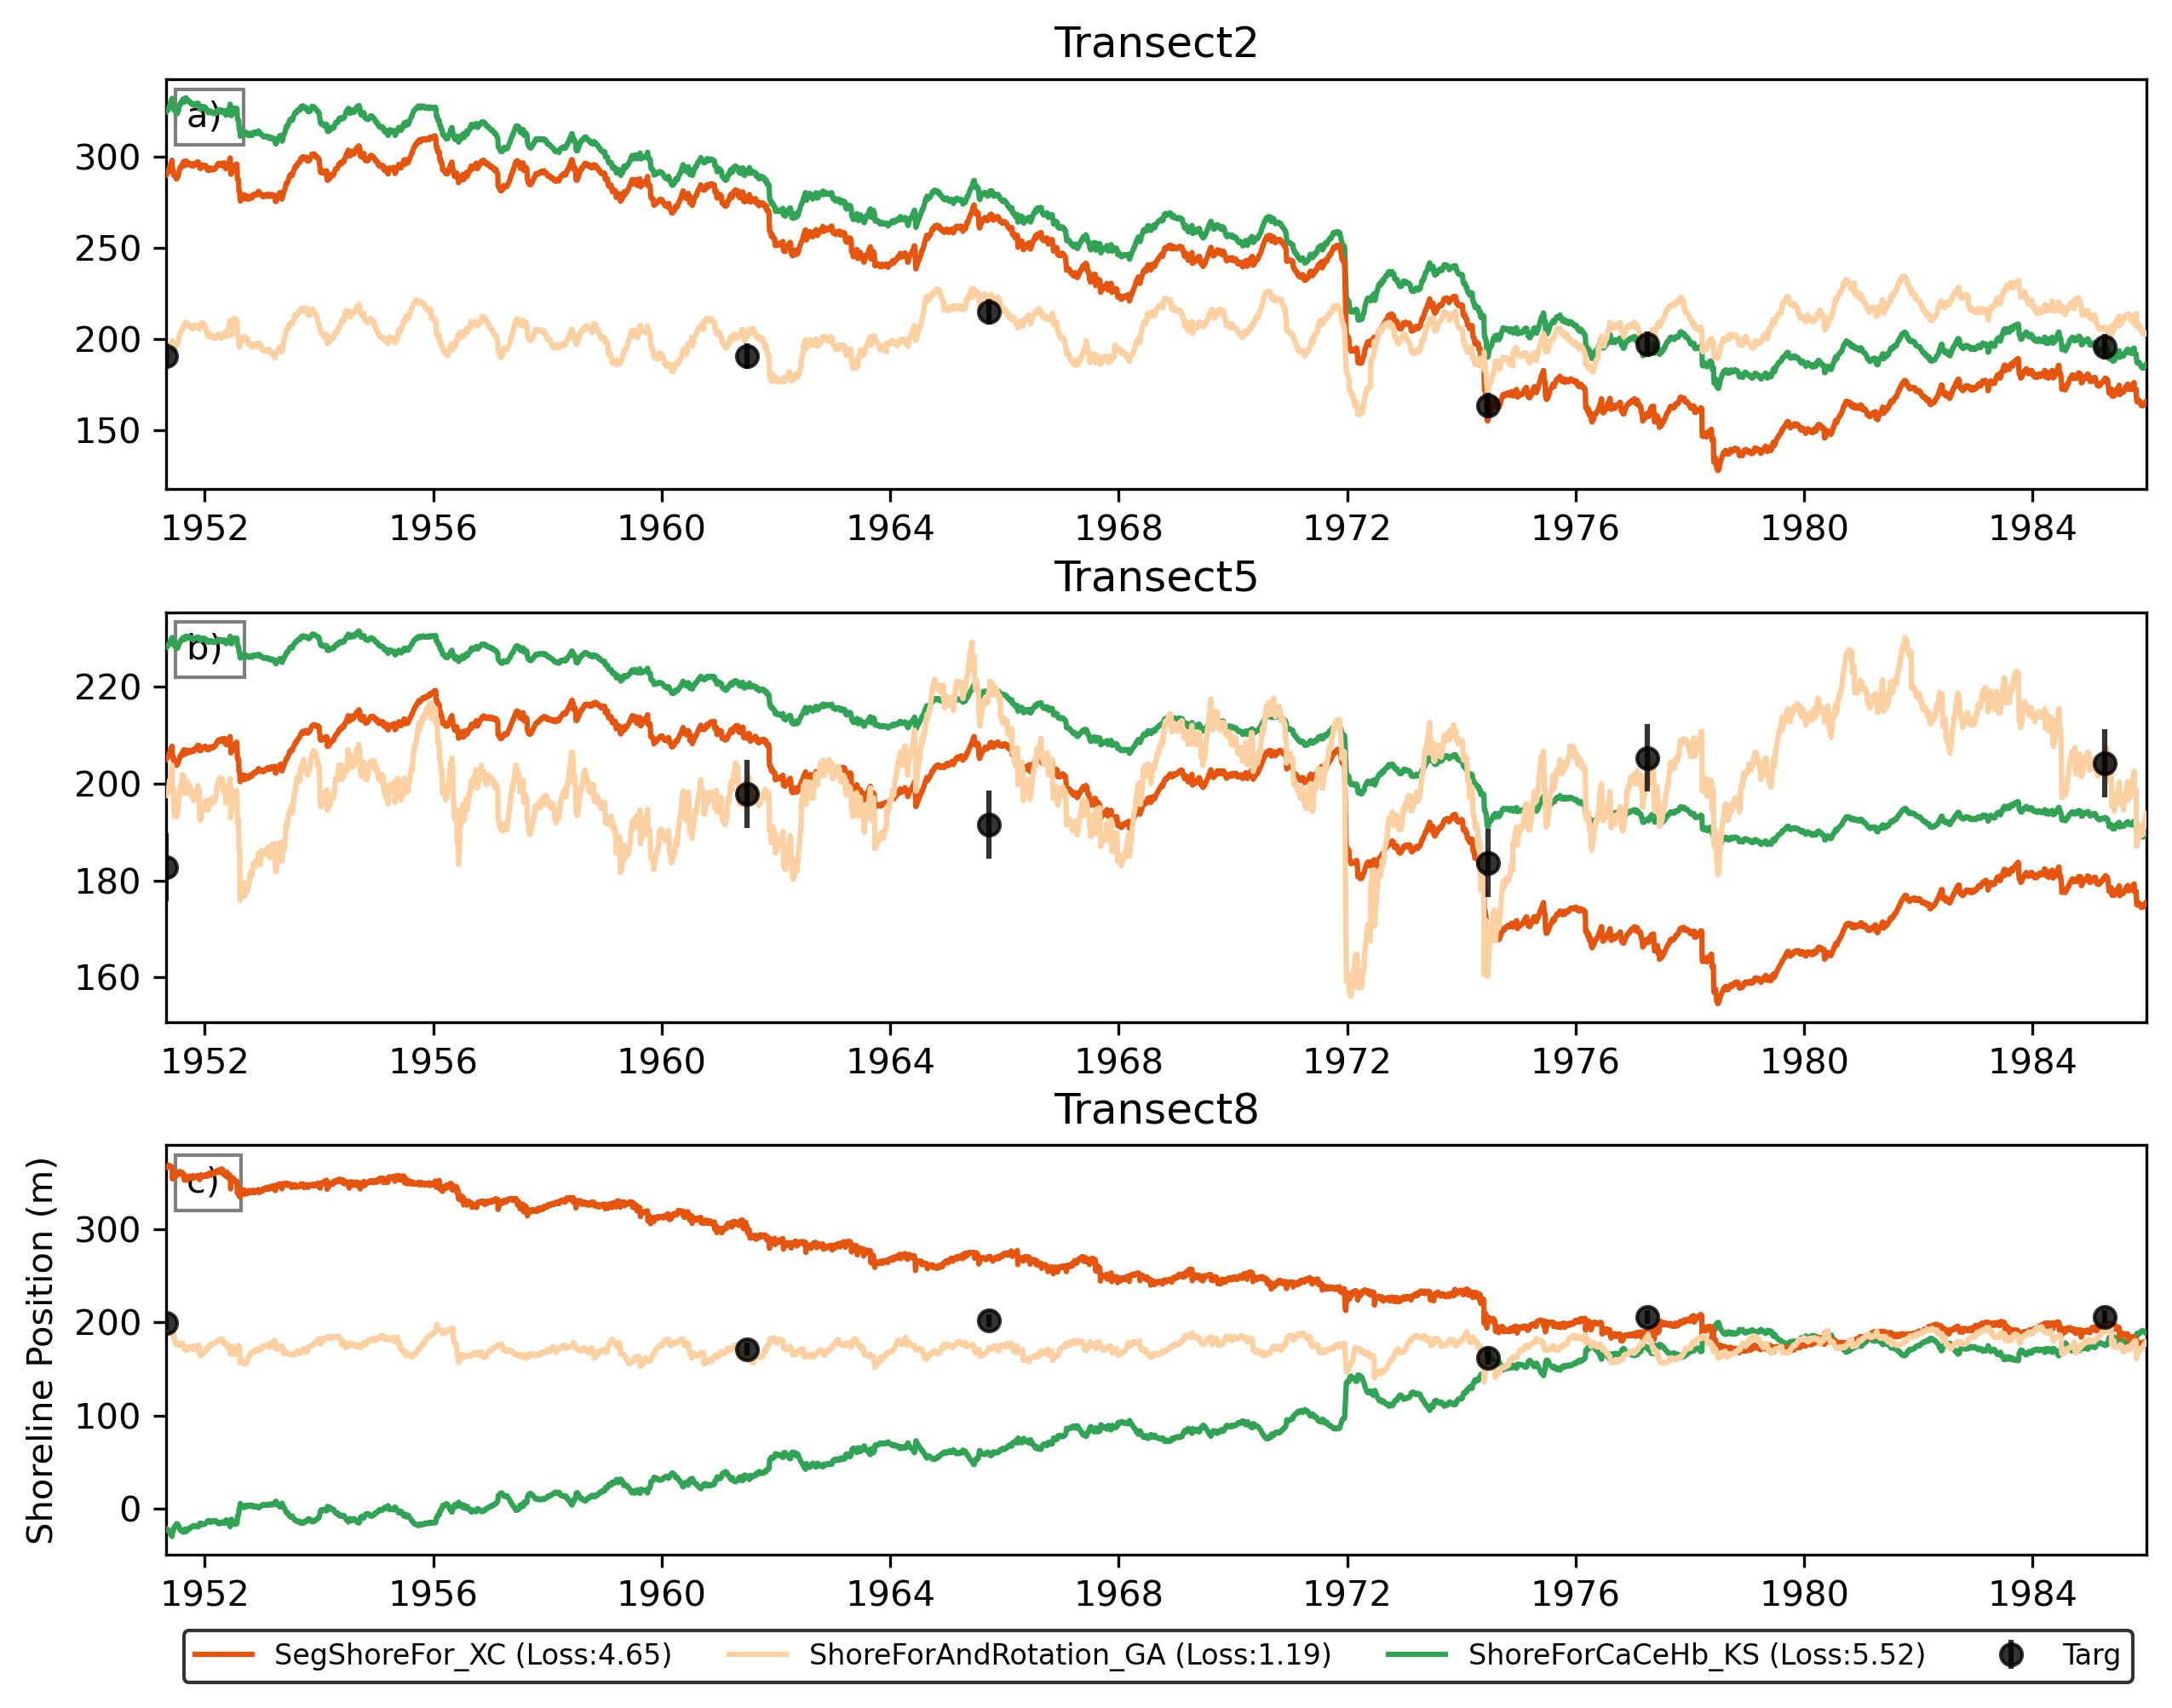 Transect2
a)
300
250
200
150
1952 1956 1960 1964 1968 1972 1976 1980 1984
Transect5
b)
220
200
180
160
1952 1956 1960 1964 1968 1972 1976 1980 1984
Transect8
c)
Shoreline Position (m)
300
200
100
0
1952 1956 1960 1964 1968 1972 1976 1980 1984
SegShoreFor_XC (Loss:4.65) ShoreForAndRotation_GA (Loss:1.19) ShoreForCaCeHb_KS (Loss:5.52) Targ